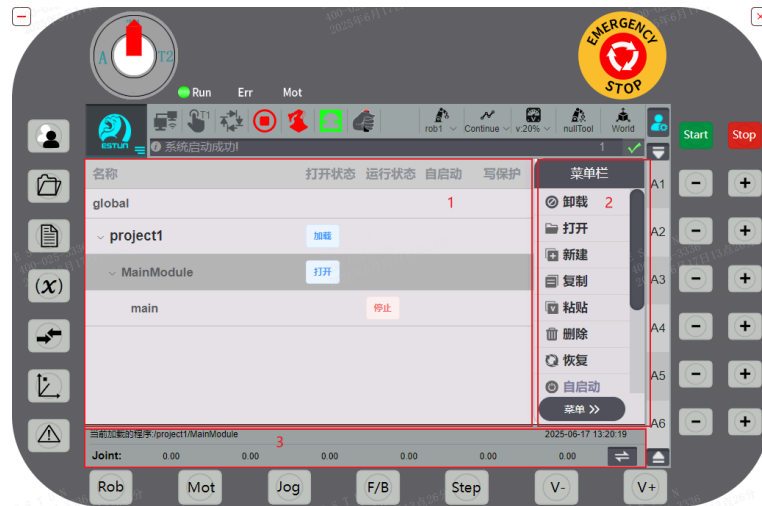 EMERGENCY
STOP
A T2
Run Err Mot
ESTUN
T1
rob1 Continue v:20% nullTool World
系统启动成功! 1
Start Stop
名称 打开状态 运行状态 自启动 写保护
菜单栏
A1
global
1
卸载 2
project1 加载
打开
A2
新建
MainModule 打开
复制
A3
(x)
main 停止
粘贴
删除
A4
恢复
自启动
A5
菜单
A6
当前加载的程序:/project1/MainModule
2025-06-17 13:20:19
3
Joint: 0.00 0.00 0.00 0.00 0.00 0.00
Rob Mot Jog F/B Step V- V+